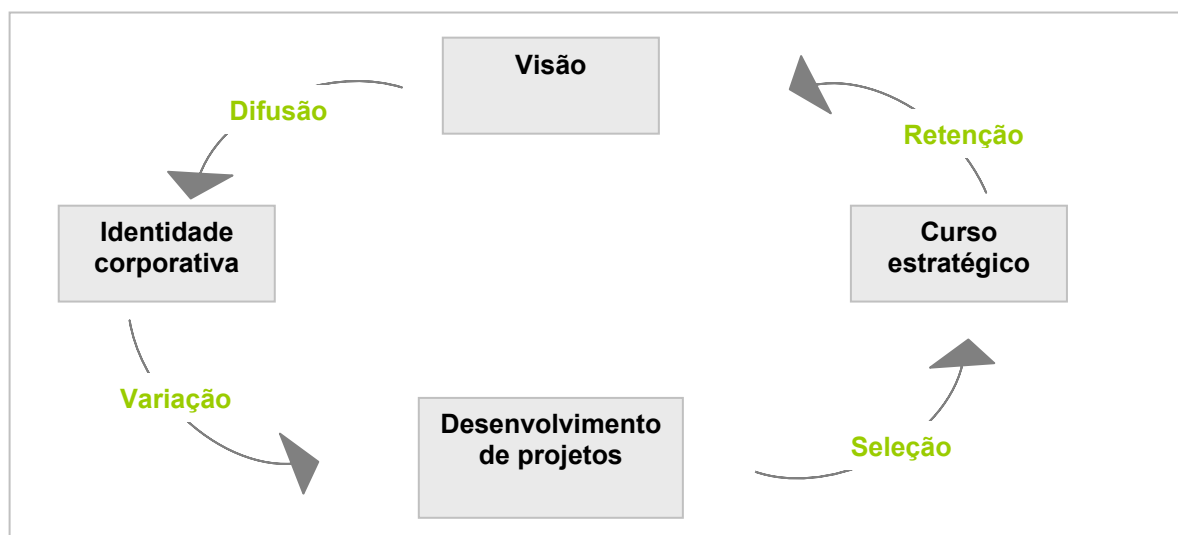 Visão
Difusão
Retenção
Identidade
corporativa
Curso
estratégico
Variação
Desenvolvimento
de projetos
Seleção